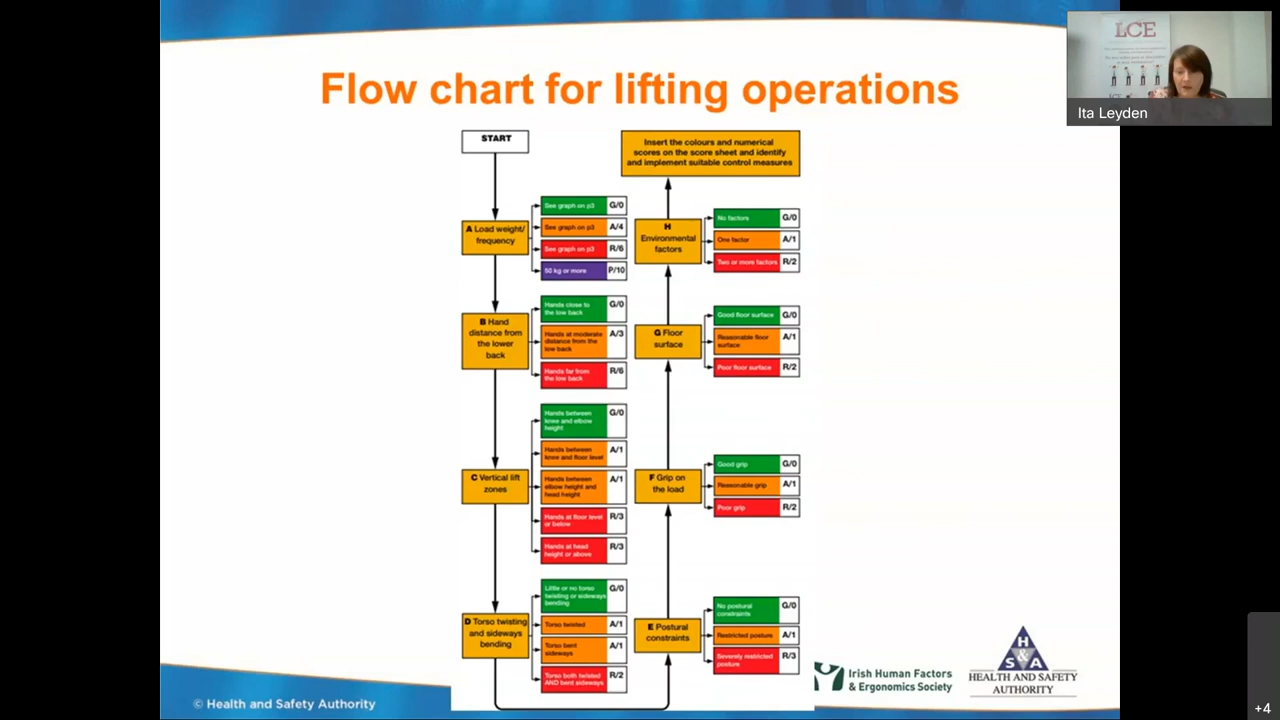 Flow chart for lifting operations
START
A Load weight/
frequency
See graph on p3 G/0
See graph on p3 A/4
See graph on p3 R/6
50 kg or more P/10
B Hand
distance from
the lower
back
Hands close to
the low back
G/0
Hands at moderate
distance from the
low back
A/3
Hands far from
the low back
R/6
C Vertical lift
zones
Hands between
knee and elbow
height
G/0
Hands between
knee and floor level
A/1
Hands between
elbow height and
head height
A/1
Hands at floor level
or below
R/3
Hands at head
height or above
R/3
D Torso twisting
and sideways
bending
Little or no torso
twisting or sideways
bending
G/0
Torso twisted A/1
Torso bent
sideways
A/1
Torso both twisted
AND bent sideways
R/2
E Postural
constraints
No postural
constraints
G/0
Restricted posture A/1
Severely restricted
posture
R/3
F Grip on
the load
Good grip G/0
Reasonable grip A/1
Poor grip R/2
G Floor
surface
Good floor surface G/0
Reasonable floor
surface
A/1
Poor floor surface R/2
H
Environmental
factors
No factors G/0
One factor A/1
Two or more factors R/2
Insert the colours and numerical
scores on the score sheet and identify
and implement suitable control measures
LCE
Ita Leyden
© Health and Safety Authority
Irish Human Factors
& Ergonomics Society
H
S A
HEALTH AND SAFETY
AUTHORITY
+4